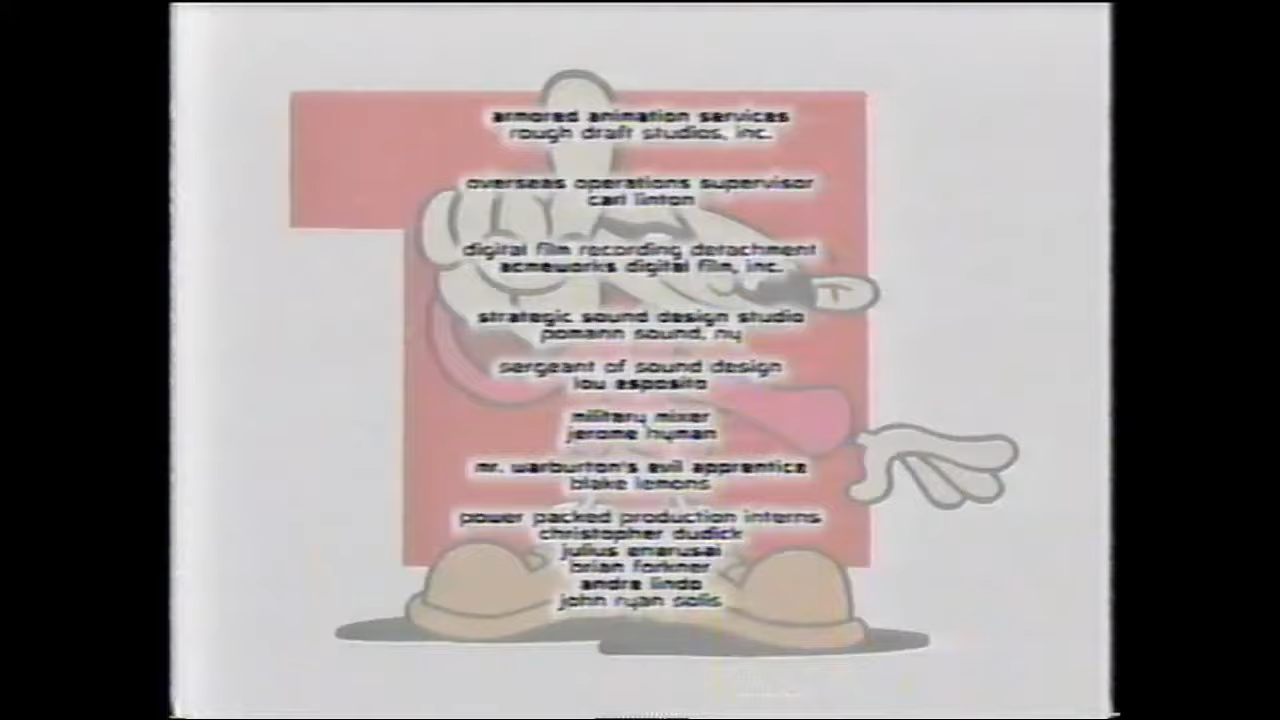 armored animation services
rough draft studios, inc.
overseas operations supervisor
carl linton
digital film recording detachment
acmeworks digital film, inc.
strategic sound design studio
pomann sound, ny
sergeant of sound design
lou esposito
military mixer
jerome hyman
mr. warburton's evil apprentice
blake lemons
power packed production interns
christopher dudick
julius
brian forkner
andre lindo
john ryan solis